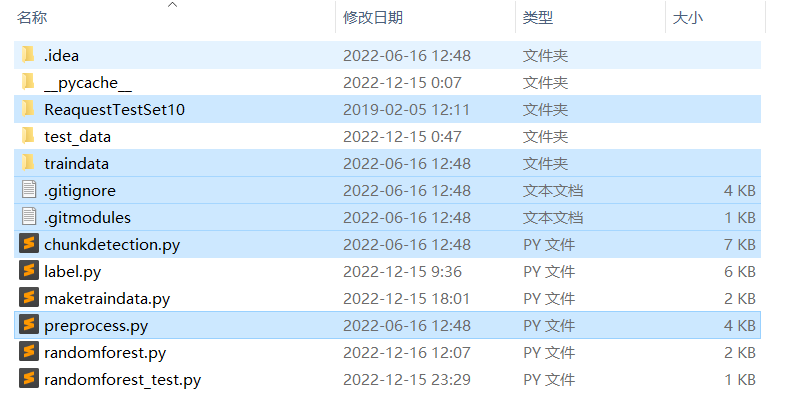 名称 修改日期 类型 大小
.idea 2022-06-16 12:48 文件夹
__pycache__ 2022-12-15 0:07 文件夹
ReaquestTestSet10 2019-02-05 12:11 文件夹
test_data 2022-12-15 0:47 文件夹
traindata 2022-06-16 12:48 文件夹
.gitignore 2022-06-16 12:48 文本文档 4 KB
.gitmodules 2022-06-16 12:48 文本文档 1 KB
chunkdetection.py 2022-06-16 12:48 PY 文件 7 KB
label.py 2022-12-15 9:36 PY 文件 6 KB
maketraindata.py 2022-12-15 18:01 PY 文件 2 KB
preprocess.py 2022-06-16 12:48 PY 文件 4 KB
randomforest.py 2022-12-16 12:07 PY 文件 2 KB
randomforest_test.py 2022-12-15 23:29 PY 文件 1 KB